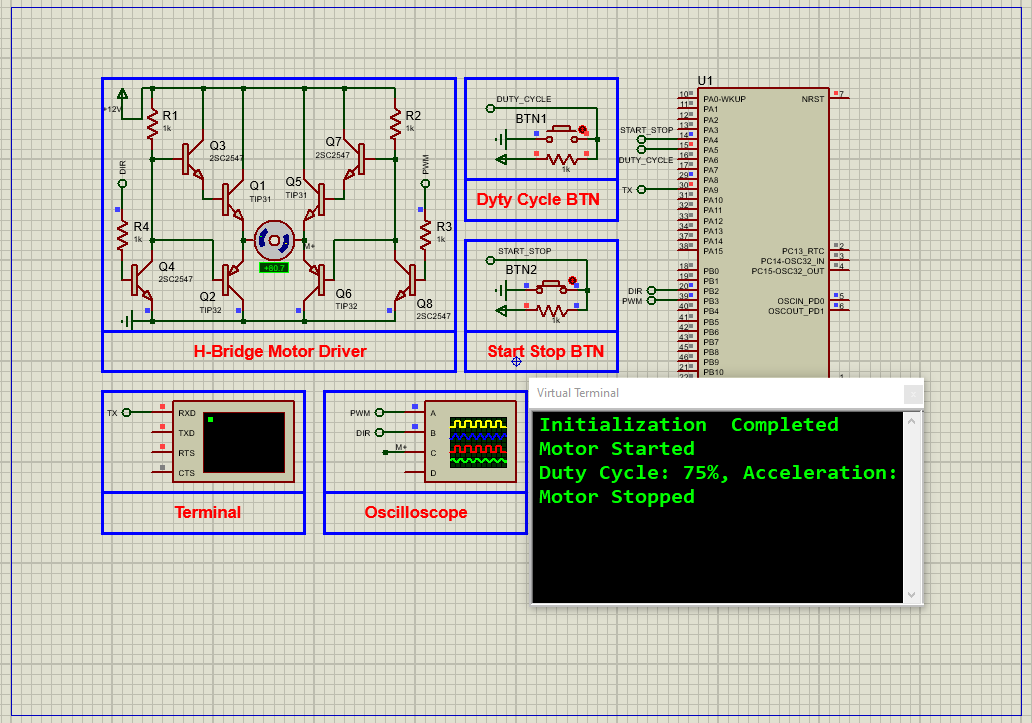 +12V
R1
1k
R2
1k
Q3
2SC2547
Q7
2SC2547
DIR
PWM
Q1
TIP31
Q5
TIP31
R4
1k
R3
1k
M+
+80.7
Q4
2SC2547
Q2
TIP32
Q6
TIP32
Q8
2SC2547
H-Bridge Motor Driver
DUTY_CYCLE
BTN1
1k
Dyty Cycle BTN
START_STOP
BTN2
1k
Start Stop BTN
U1
10 PA0-WKUP
11 PA1
12 PA2
13 PA3
START_STOP 14 PA4
15 PA5
DUTY_CYCLE 16 PA6
17 PA7
29 PA8
TX 30 PA9
31 PA10
32 PA11
33 PA12
34 PA13
37 PA14
38 PA15
18 PB0
19 PB1
DIR 20 PB2
PWM 39 PB3
40 PB4
41 PB5
42 PB6
43 PB7
45 PB8
46 PB9
22 PB10
NRST 7
PC13_RTC 2
PC14-OSC32_IN 3
PC15-OSC32_OUT 4
OSCIN_PD0 5
OSCOUT_PD1 6
1
TX
RXD
TXD
RTS
CTS
Terminal
PWM A
DIR B
M+ C
D
Oscilloscope
Virtual Terminal
Initialization  Completed
Motor Started
Duty Cycle: 75%, Acceleration:
Motor Stopped